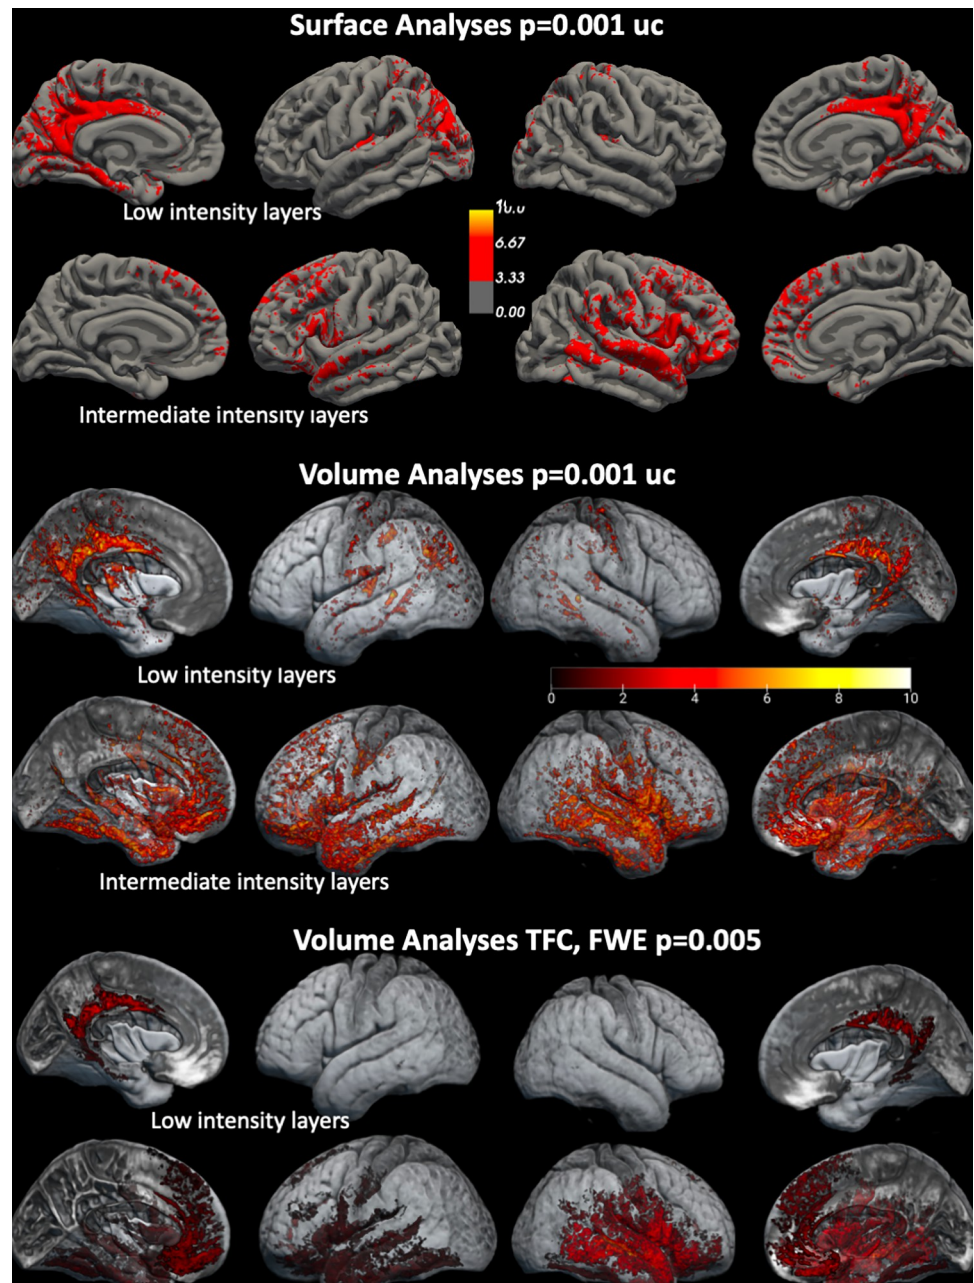 Surface Analyses p=0.001 uc
Low intensity layers
10.0
6.67
3.33
0.00
Intermediate intensity layers
Volume Analyses p=0.001 uc
Low intensity layers
0 2 4 6 8 10
Intermediate intensity layers
Volume Analyses TFC, FWE p=0.005
Low intensity layers